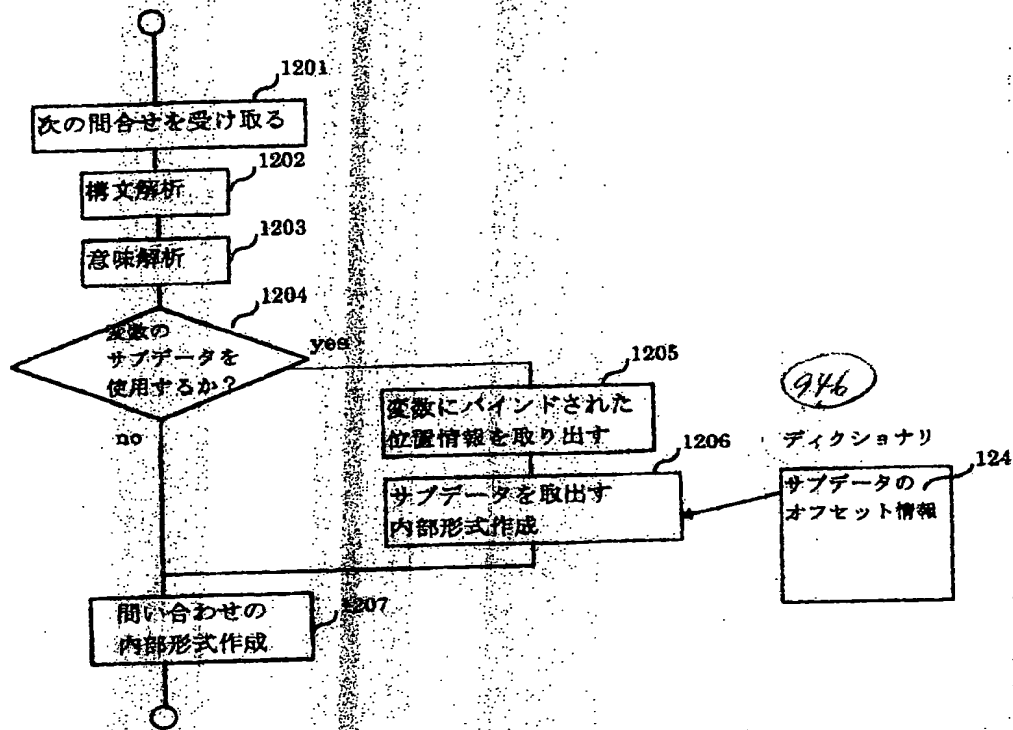 1201
次の問合せを受け取る
1202
構文解析
1203
意味解析
1204
変数の
サブデータを
使用するか?
yes
no
1205
変数にバインドされた
位置情報を取り出す
1206
サブデータを取出す
内部形式作成
946
ディクショナリ
124
サブデータの
オフセット情報
1207
問い合わせの
内部形式作成